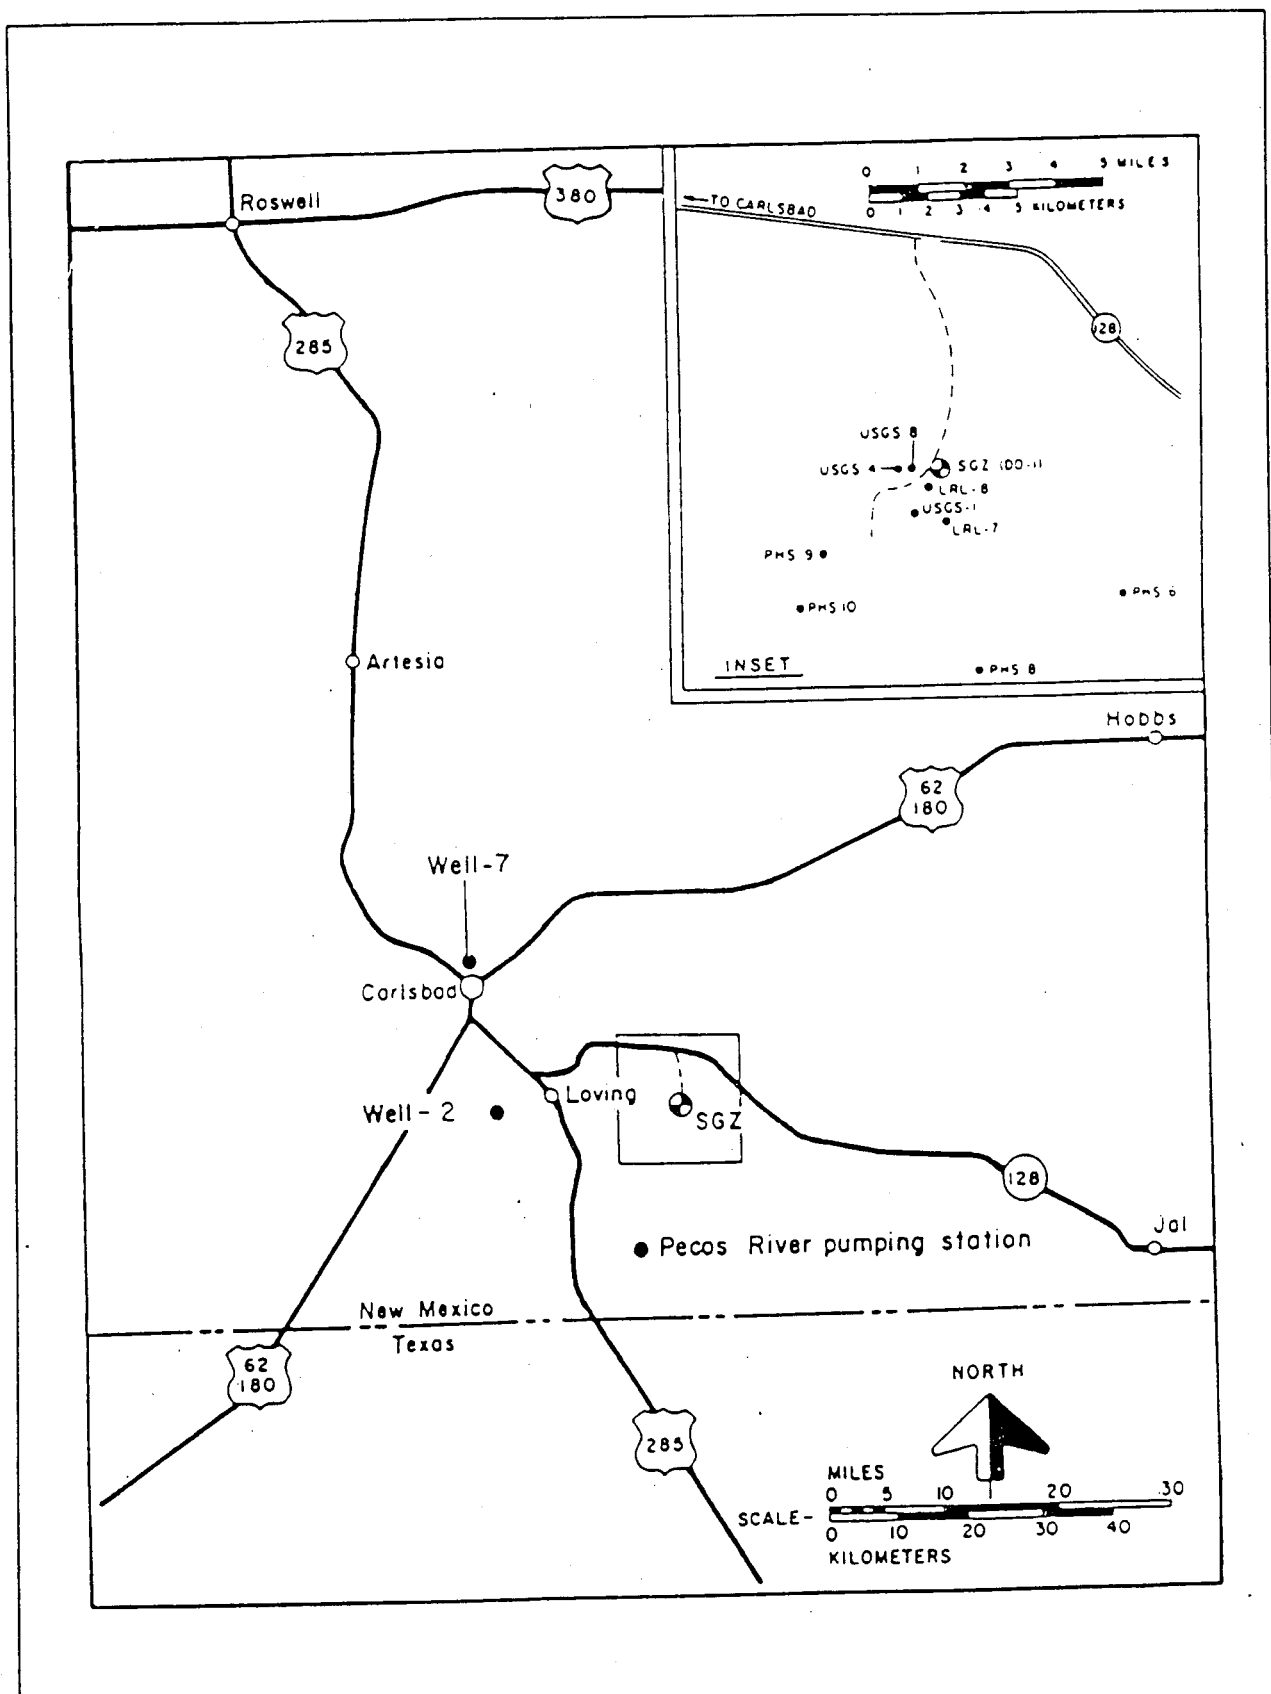 Roswell
380
285
Artesia
0 1 2 3 4 5 MILES
0 1 2 3 4 5 KILOMETERS
TO CARLSBAD
128
USGS 8
USGS 4
SGZ (DD-1)
LRL-8
USGS-1
LRL-7
PHS 9
PHS 10
PHS 6
PHS 8
INSET
Hobbs
62
180
Well-7
Carlsbad
Loving
Well-2
SGZ
128
Jal
Pecos River pumping station
New Mexico
Texas
62
180
285
NORTH
MILES
0 5 10 20 30
SCALE-
0 10 20 30 40
KILOMETERS